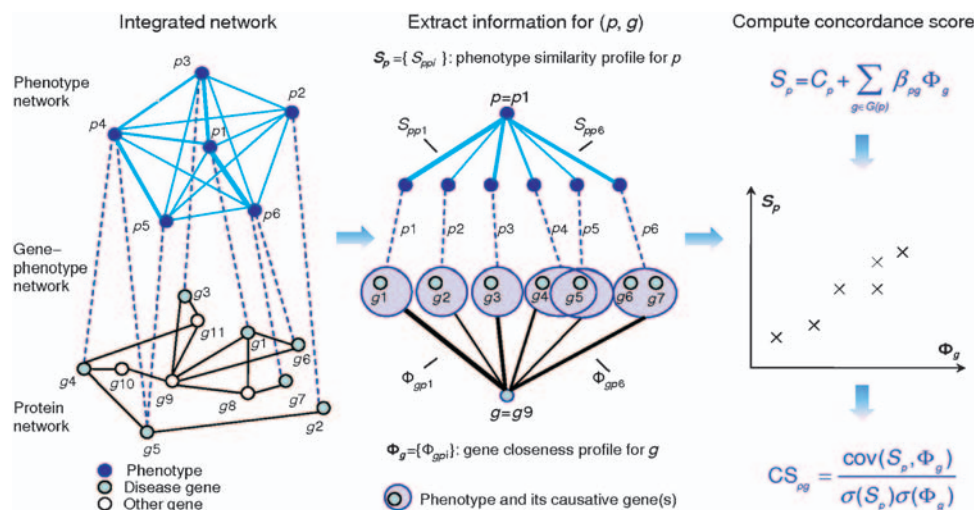 Integrated network
Phenotype
network
p3
p2
p4
p1
p5
p6
Gene–
phenotype
network
g3
g11
g1
g6
g4
g10
g9
g8
g7
g2
Protein
network
g5
Phenotype
Disease gene
Other gene
Extract information for (p, g)
S_p={ S_ppi }: phenotype similarity profile for p
p=p1
S_pp1
S_pp6
p1 p2 p3 p4 p5 p6
g1 g2 g3 g4 g5 g6 g7
Φ_gp1
Φ_gp6
g=g9
Φ_g={Φ_gpi}: gene closeness profile for g
Phenotype and its causative gene(s)
Compute concordance score
S_p = C_p + ∑_{g∈G(p)} β_pg Φ_g
S_p
Φ_g
CS_pg = cov(S_p, Φ_g) / σ(S_p)σ(Φ_g)